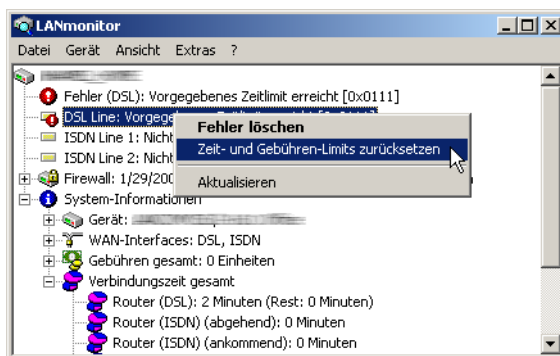 LANmonitor
Datei Gerät Ansicht Extras ?
Fehler (DSL): Vorgegebenes Zeitlimit erreicht [0x0111]
DSL Line: Vorgege
Fehler löschen
ISDN Line 1: Nicht
Zeit- und Gebühren-Limits zurücksetzen
ISDN Line 2: Nicht
Firewall: 1/29/200
Aktualisieren
System-Informationen
Gerät:
WAN-Interfaces: DSL, ISDN
Gebühren gesamt: 0 Einheiten
Verbindungszeit gesamt
Router (DSL): 2 Minuten (Rest: 0 Minuten)
Router (ISDN) (abgehend): 0 Minuten
Router (ISDN) (ankommend): 0 Minuten